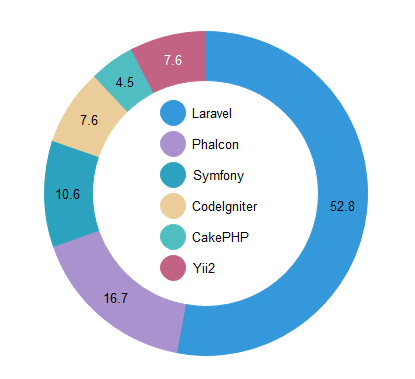 7.6
4.5
7.6
10.6
16.7
52.8
Laravel
Phalcon
Symfony
CodeIgniter
CakePHP
Yii2